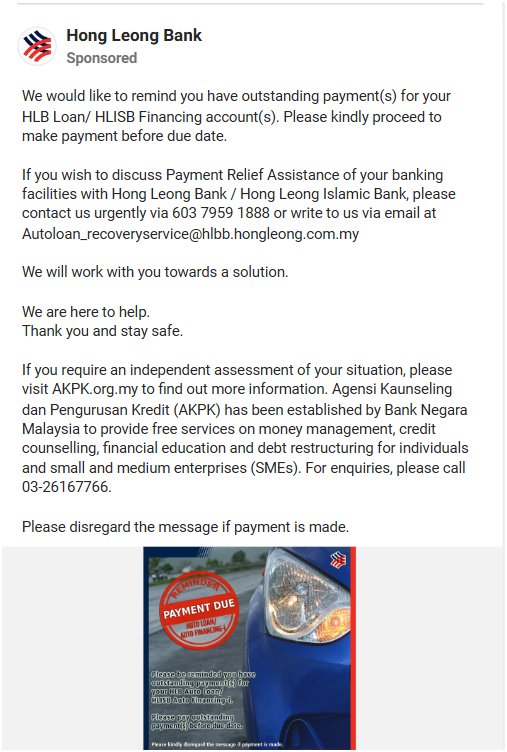 Hong Leong Bank
Sponsored
We would like to remind you have outstanding payment(s) for your
HLB Loan/ HLISB Financing account(s). Please kindly proceed to
make payment before due date.
If you wish to discuss Payment Relief Assistance of your banking
facilities with Hong Leong Bank / Hong Leong Islamic Bank, please
contact us urgently via 603 7959 1888 or write to us via email at
Autoloan_recoveryservice@hlbb.hongleong.com.my
We will work with you towards a solution.
We are here to help.
Thank you and stay safe.
If you require an independent assessment of your situation, please
visit AKPK.org.my to find out more information. Agensi Kaunseling
dan Pengurusan Kredit (AKPK) has been established by Bank Negara
Malaysia to provide free services on money management, credit
counselling, financial education and debt restructuring for individuals
and small and medium enterprises (SMEs). For enquiries, please call
03-26167766.
Please disregard the message if payment is made.
REMINDER
PAYMENT DUE
AUTO LOAN/
AUTO FINANCING-i
Please be reminded you have
outstanding payment(s) for
your HLB Auto Loan/
HLISB Auto Financing-i.
Please pay outstanding
payment(s) before due date.
Please kindly disregard the message if payment is made.